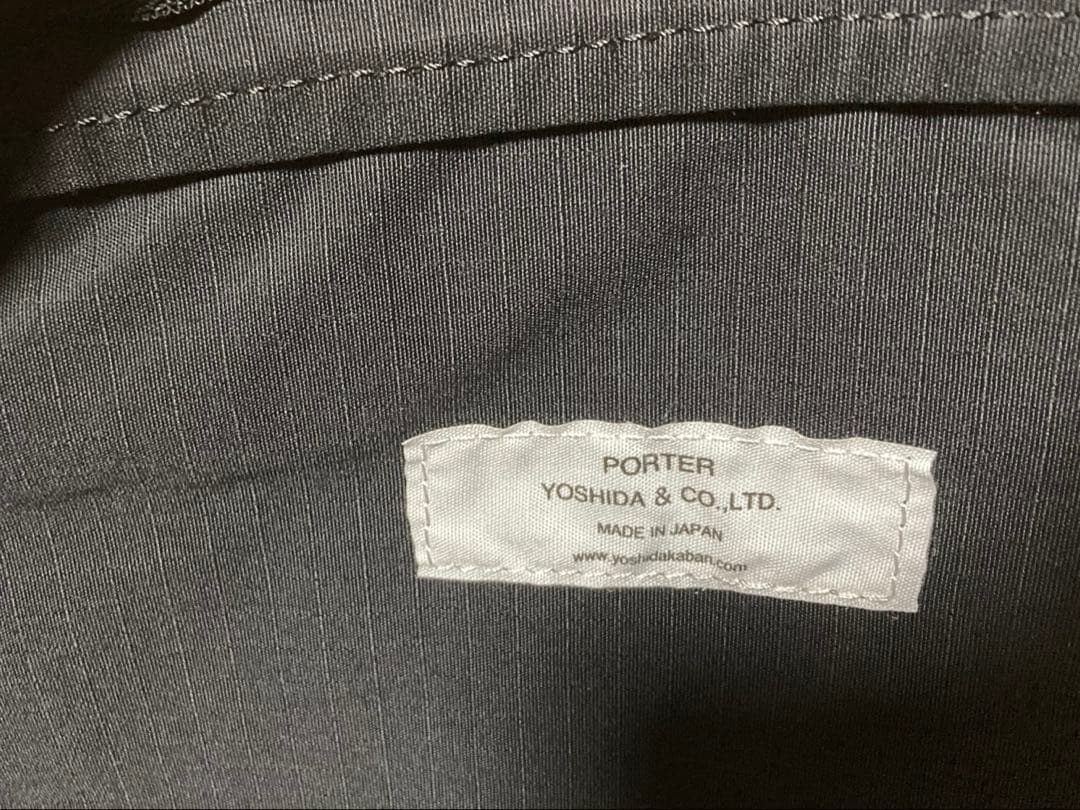 PORTER
YOSHIDA & CO.,LTD.
MADE IN JAPAN
www.yoshidakaban.com